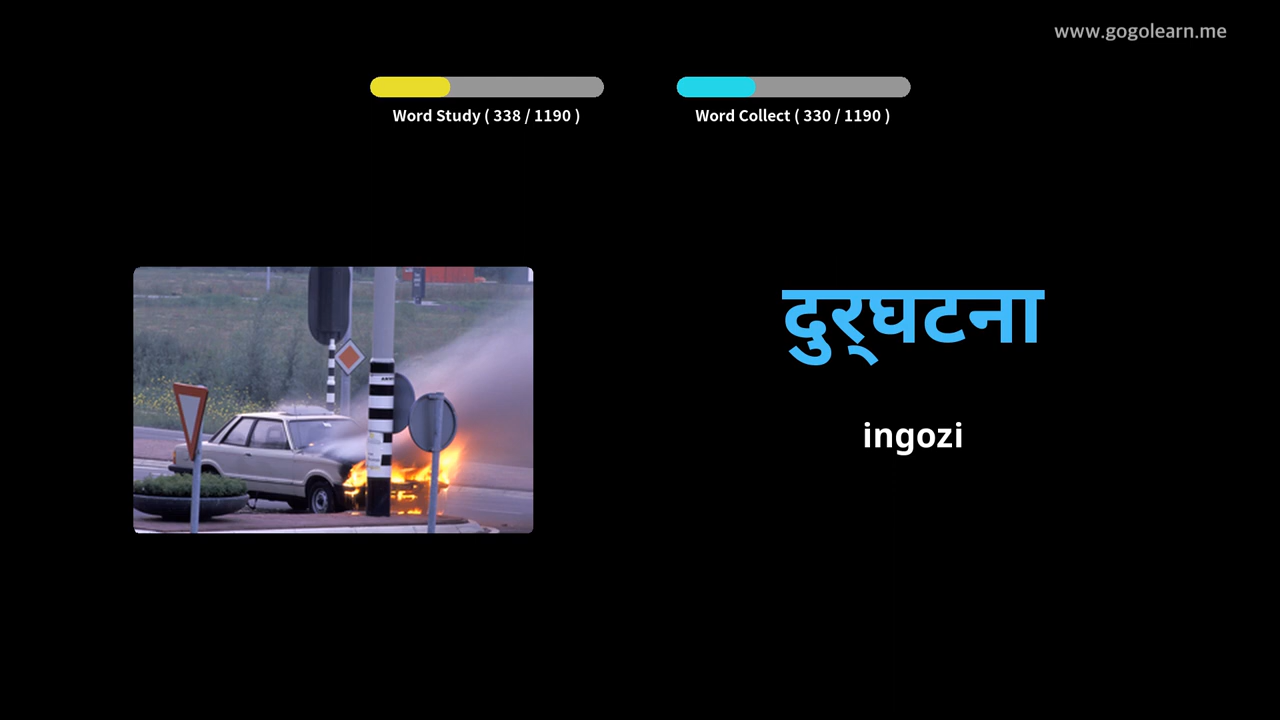 www.gogolearn.me
Word Study ( 338 / 1190 )
Word Collect ( 330 / 1190 )
दुर्‌घटना
ingozi